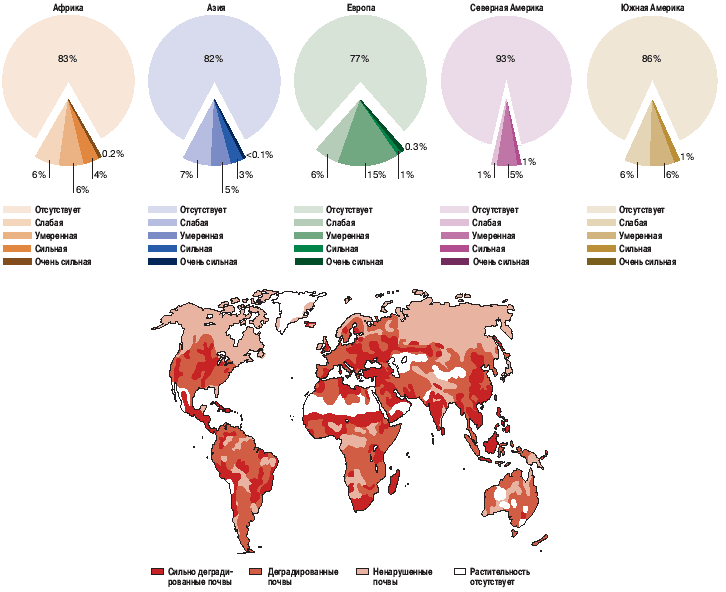 Африка
83%
6%
6%
4%
0.2%
Отсутствует
Слабая
Умеренная
Сильная
Очень сильная
Азия
82%
7%
5%
3%
<0.1%
Отсутствует
Слабая
Умеренная
Сильная
Очень сильная
Европа
77%
6%
15%
1%
0.3%
Отсутствует
Слабая
Умеренная
Сильная
Очень сильная
Северная Америка
93%
1%
5%
1%
Отсутствует
Слабая
Умеренная
Сильная
Очень сильная
Южная Америка
86%
6%
6%
1%
Отсутствует
Слабая
Умеренная
Сильная
Очень сильная
Сильно дегради-
рованные почвы
Деградированные
почвы
Ненарушенные
почвы
Растительность
отсутствует